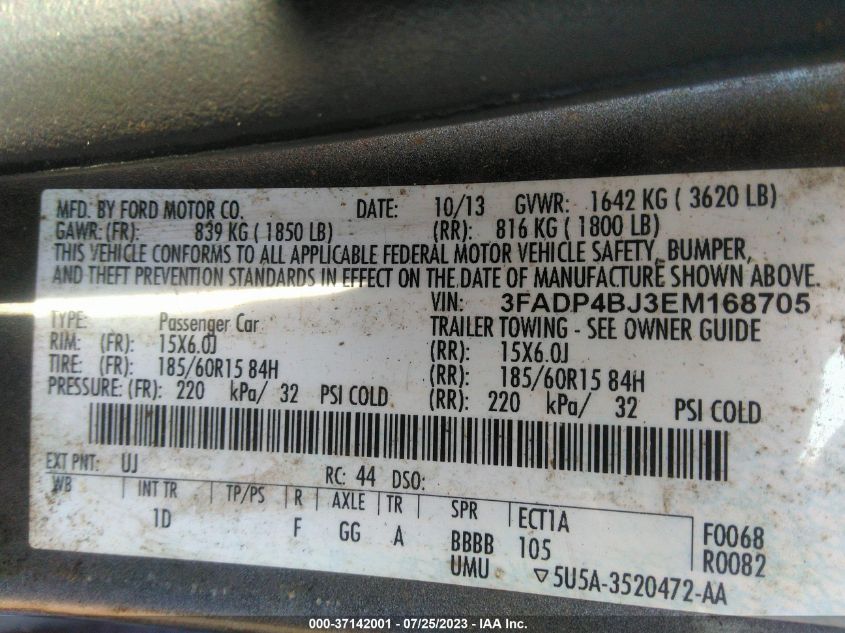 MFD. BY FORD MOTOR CO. DATE: 10/13 GVWR: 1642 KG ( 3620 LB)
GAWR: (FR): 839 KG ( 1850 LB) (RR): 816 KG ( 1800 LB)
THIS VEHICLE CONFORMS TO ALL APPLICABLE FEDERAL MOTOR VEHICLE SAFETY, BUMPER,
AND THEFT PREVENTION STANDARDS IN EFFECT ON THE DATE OF MANUFACTURE SHOWN ABOVE.
VIN: 3FADP4BJ3EM168705
TYPE: Passenger Car TRAILER TOWING - SEE OWNER GUIDE
RIM: (FR): 15X6.0J (RR): 15X6.0J
TIRE: (FR): 185/60R15 84H (RR): 185/60R15 84H
PRESSURE: (FR): 220 kPa/ 32 PSI COLD (RR): 220 kPa/ 32 PSI COLD
EXT PNT: UJ RC: 44 DSO:
WB INT TR TP/PS R AXLE TR SPR ECT1A F0068
1D F GG A BBBB 105 R0082
UMU ▽5U5A-3520472-AA
000-37142001 - 07/25/2023 - IAA Inc.